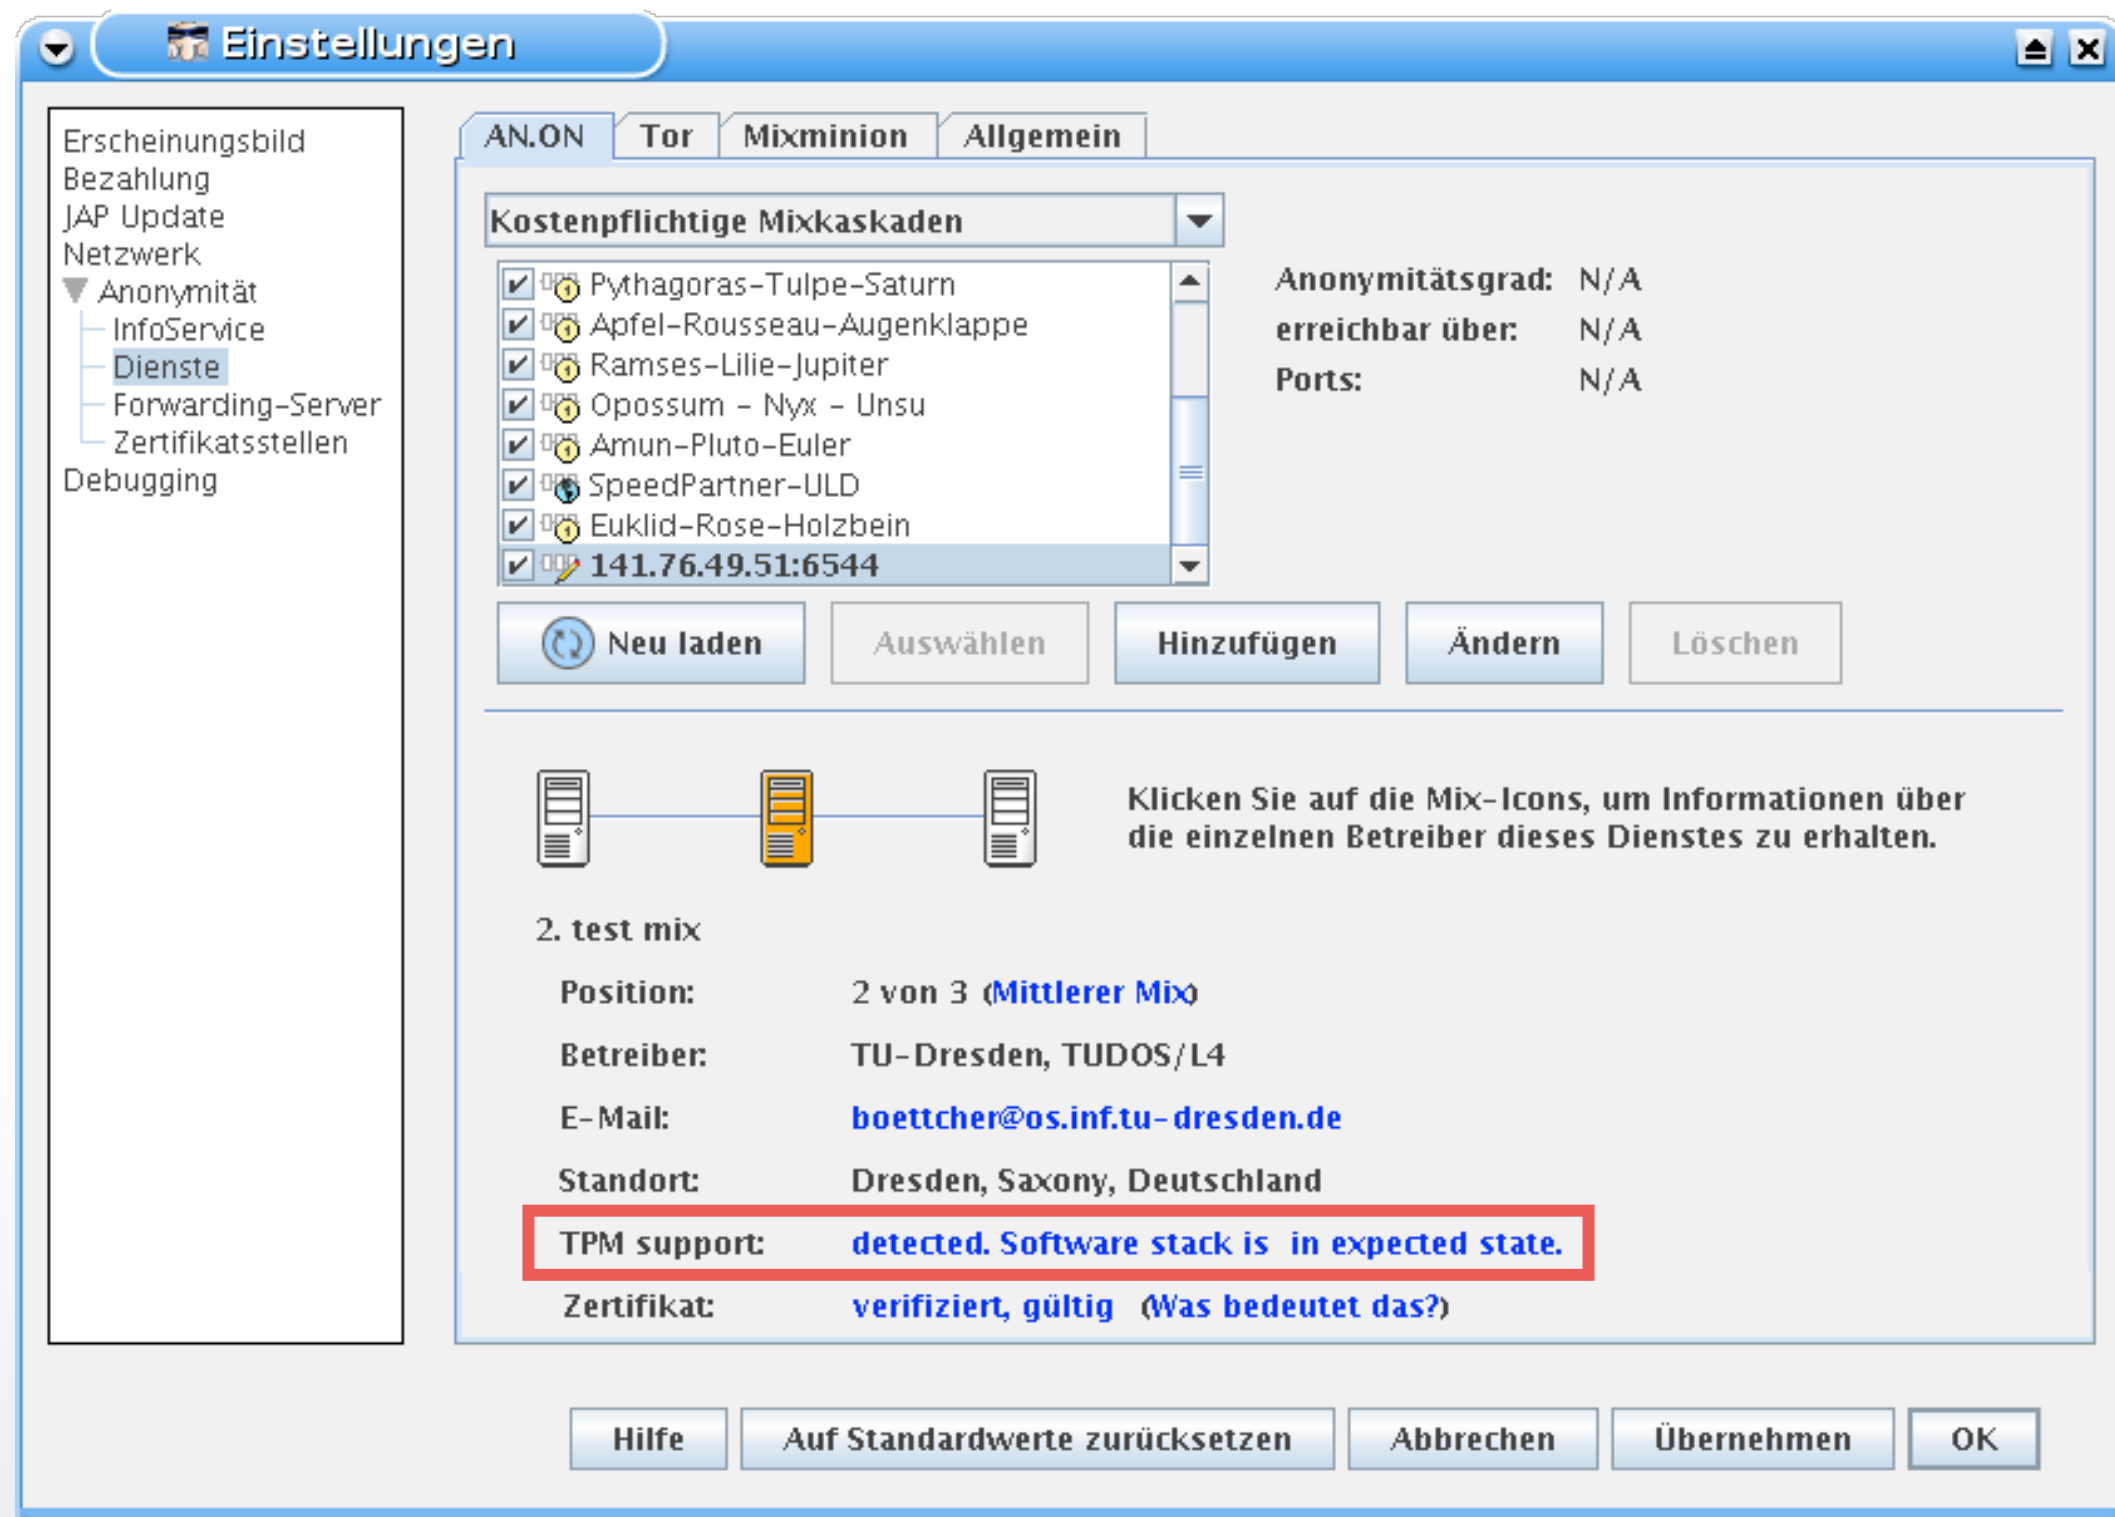 Einstellungen
Erscheinungsbild
Bezahlung
JAP Update
Netzwerk
Anonymität
InfoService
Dienste
Forwarding-Server
Zertifikatsstellen
Debugging
AN.ON Tor Mixminion Allgemein
Kostenpflichtige Mixkaskaden
Pythagoras-Tulpe-Saturn
Apfel-Rousseau-Augenklappe
Ramses-Lilie-Jupiter
Opossum - Nyx - Unsu
Amun-Pluto-Euler
SpeedPartner-ULD
Euklid-Rose-Holzbein
141.76.49.51:6544
Anonymitätsgrad: N/A
erreichbar über: N/A
Ports: N/A
Neu laden Auswählen Hinzufügen Ändern Löschen
Klicken Sie auf die Mix-Icons, um Informationen über
die einzelnen Betreiber dieses Dienstes zu erhalten.
2. test mix
Position: 2 von 3 (Mittlerer Mix)
Betreiber: TU-Dresden, TUDOS/L4
E-Mail: boettcher@os.inf.tu-dresden.de
Standort: Dresden, Saxony, Deutschland
TPM support: detected. Software stack is in expected state.
Zertifikat: verifiziert, gültig (Was bedeutet das?)
Hilfe Auf Standardwerte zurücksetzen Abbrechen Übernehmen OK